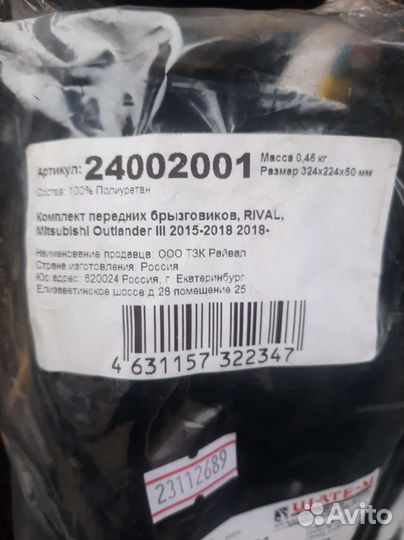 Артикул: 24002001
Масса 0,46 кг
Размер 324х224х50 мм
Состав: 100% Полиуретан
Комплект передних брызговиков, RIVAL,
Mitsubishi Outlander III 2015-2018 2018-
Наименование продавца: ООО ТЗК Райвал
Страна изготовления Россия
Юр адрес: 620024 Россия, г Екатеринбург
Елизаветинское шоссе д 28 помещение 25
4 631157 322347
23112689
ШАТЕ-М
Avito